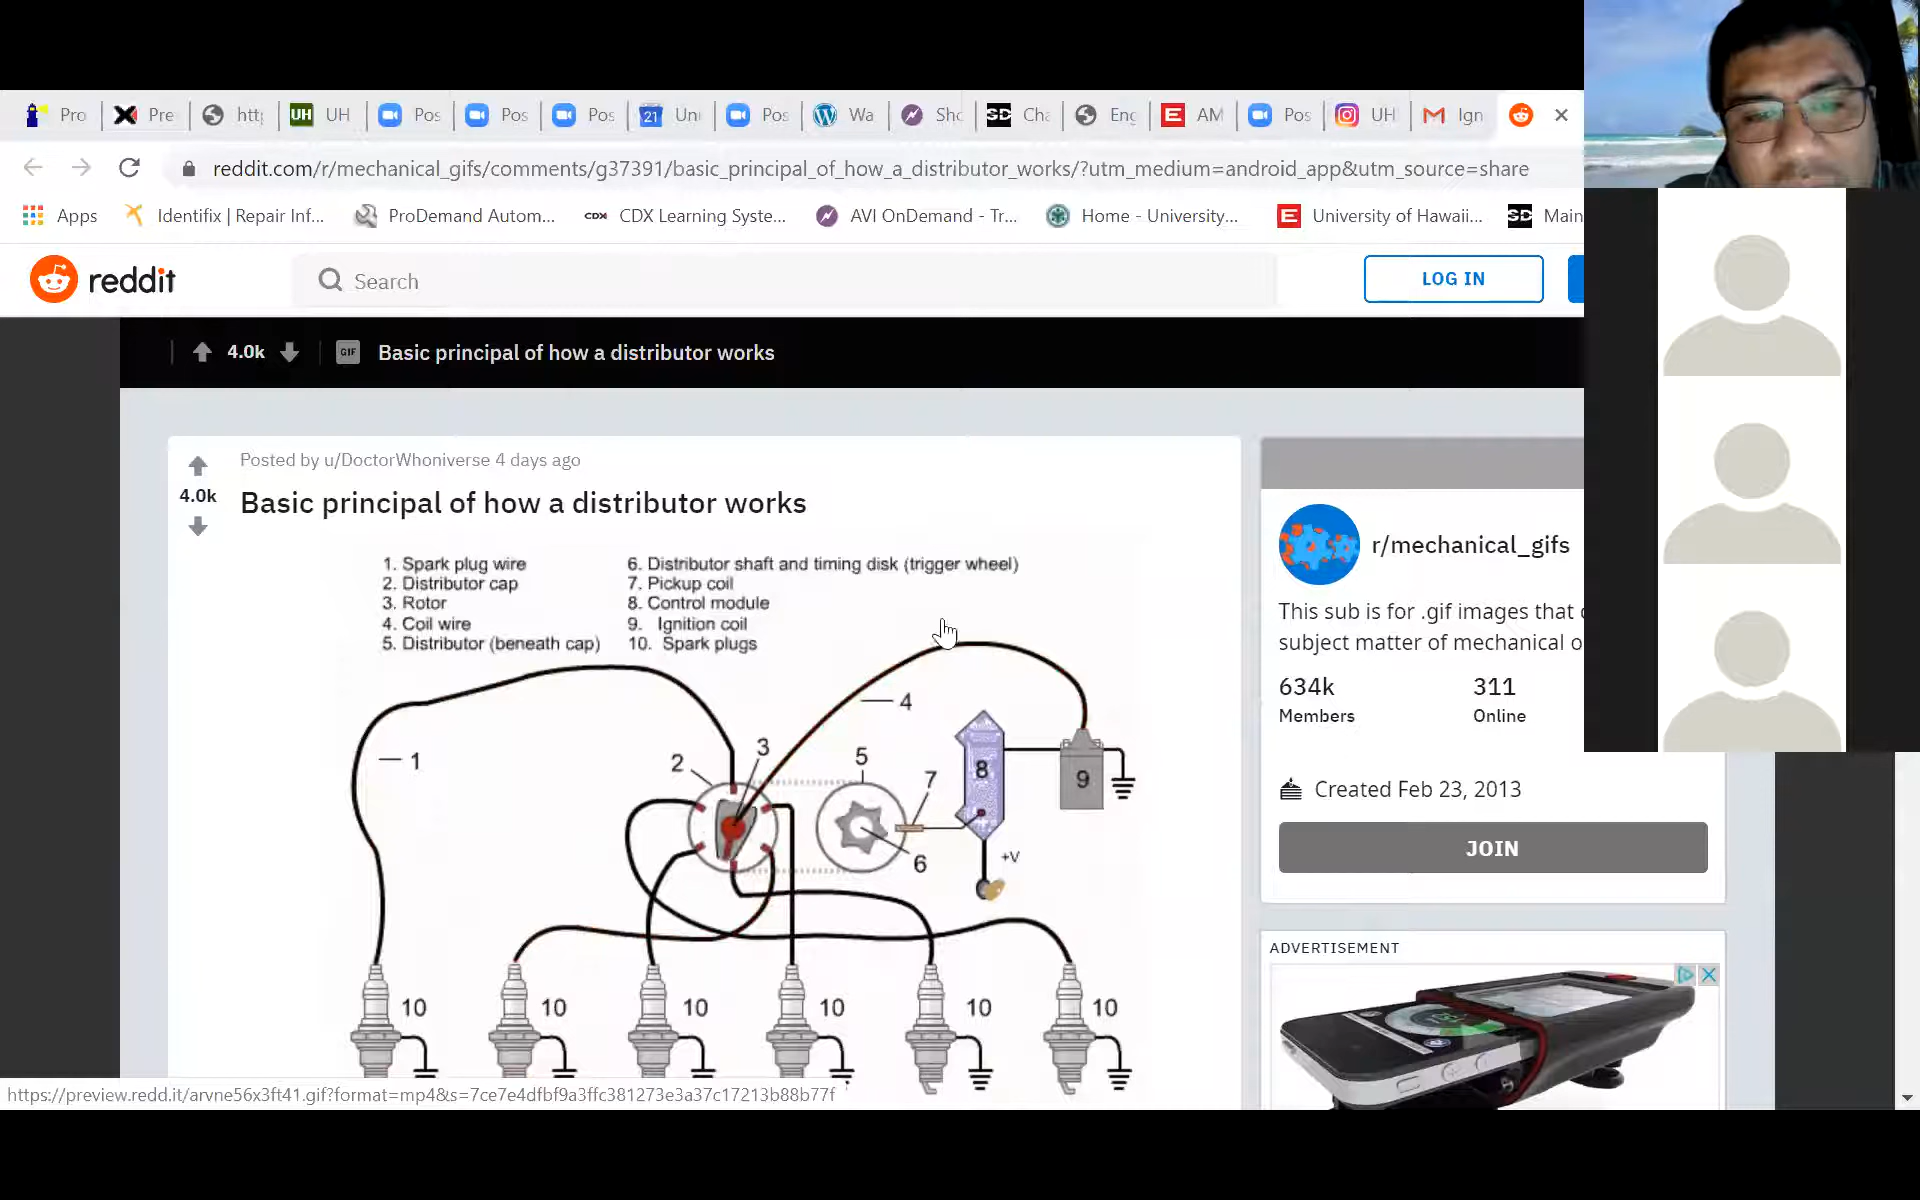 Pro
Pre
http
UH UH
Pos
Pos
Pos
21 Uni
Pos
Wa
Sho
SD Cha
Eng
E AM
Pos
UH
Ign
reddit.com/r/mechanical_gifs/comments/g37391/basic_principal_of_how_a_distributor_works/?utm_medium=android_app&utm_source=share
Apps
Identifix | Repair Inf...
ProDemand Autom...
CDX CDX Learning Syste...
AVI OnDemand - Tr...
Home - University...
E University of Hawaii...
SD Main
reddit
Search
LOG IN
4.0k
GIF
Basic principal of how a distributor works
Posted by u/DoctorWhoniverse 4 days ago
4.0k
Basic principal of how a distributor works
1. Spark plug wire
2. Distributor cap
3. Rotor
4. Coil wire
5. Distributor (beneath cap)
6. Distributor shaft and timing disk (trigger wheel)
7. Pickup coil
8. Control module
9. Ignition coil
10. Spark plugs
4
1
2
3
5
7
8
9
6
+V
10
10
10
10
10
10
r/mechanical_gifs
This sub is for .gif images that
subject matter of mechanical o
634k
Members
311
Online
Created Feb 23, 2013
JOIN
ADVERTISEMENT
https://preview.redd.it/arvne56x3ft41.gif?format=mp4&s=7ce7e4dfbf9a3ffc381273e3a37c17213b88b77f